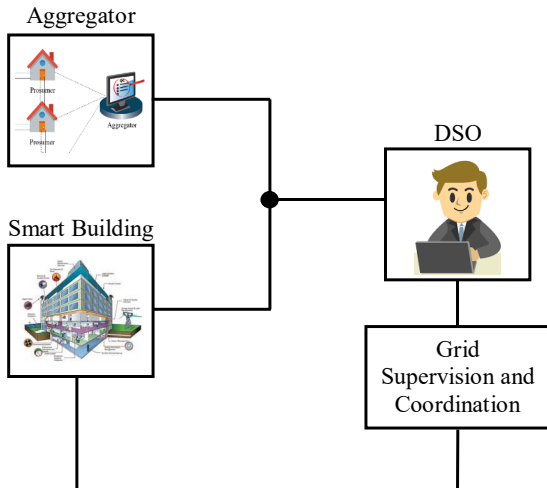 Aggregator
Prosumer
Aggregator
Prosumer
DSO
Smart Building
Grid
Supervision and
Coordination